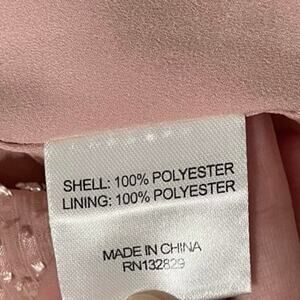 SHELL: 100% POLYESTER
LINING: 100% POLYESTER
MADE IN CHINA
RN132829